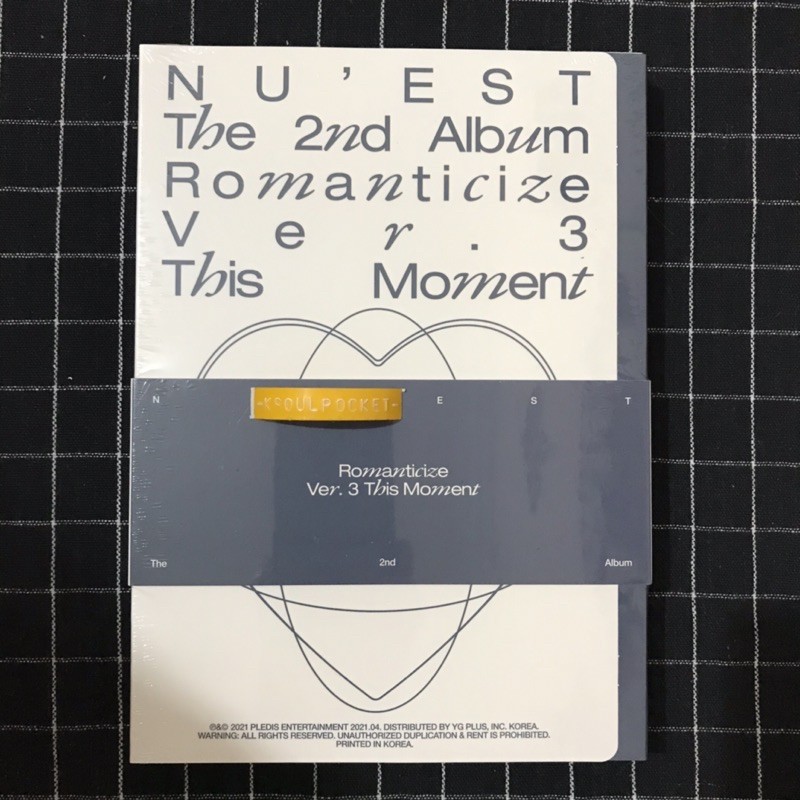 NU'EST
The 2nd Album
Romanticize
Ver. 3
This Moment
N E S T
-KSOULPOCKET-
Romanticize
Ver. 3 This Moment
The 2nd Album
℗&© 2021 PLEDIS ENTERTAINMENT 2021.04. DISTRIBUTED BY YG PLUS, INC. KOREA.
WARNING: ALL RIGHTS RESERVED. UNAUTHORIZED DUPLICATION & RENT IS PROHIBITED.
PRINTED IN KOREA.